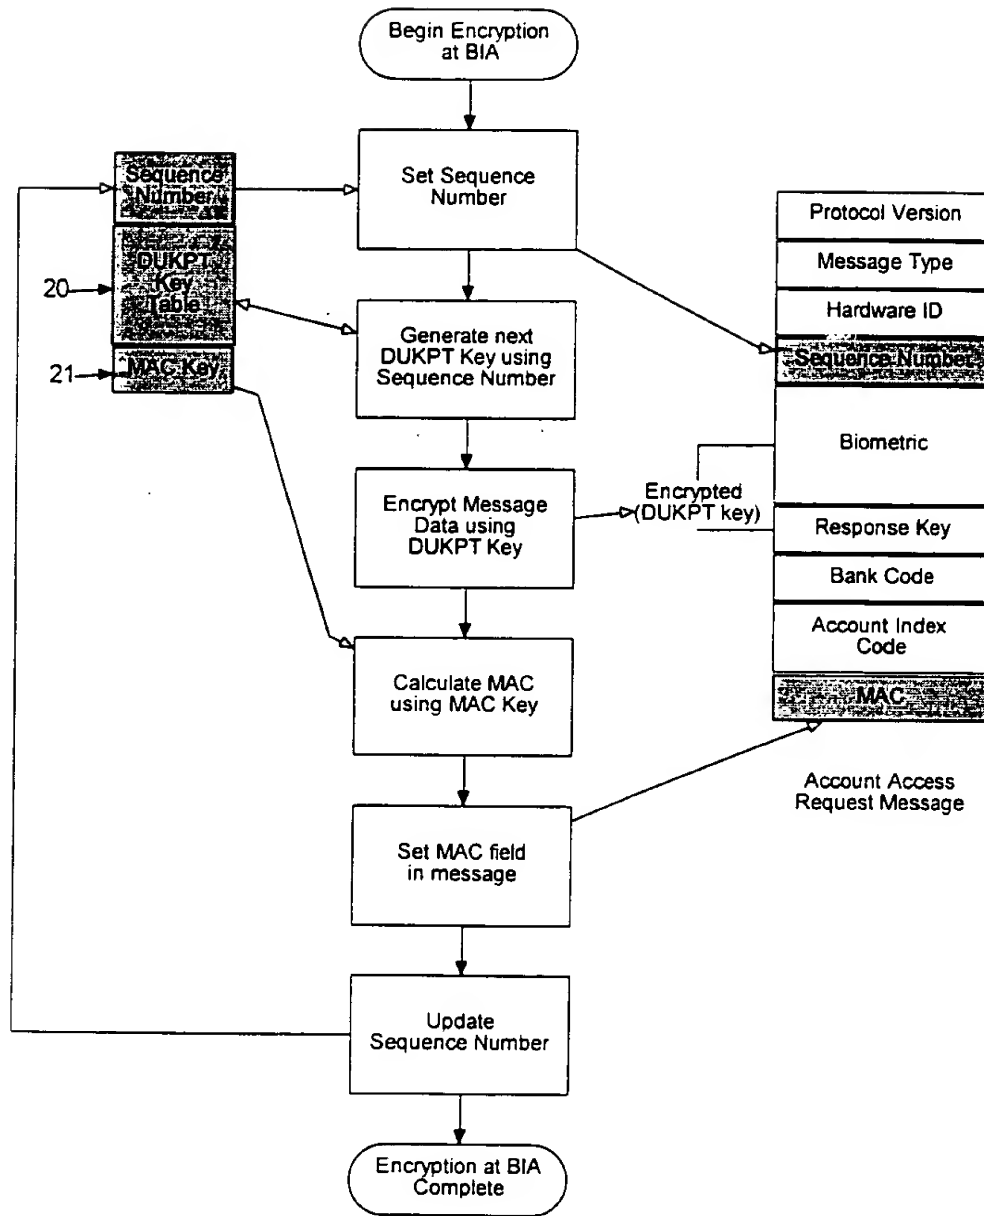 Begin Encryption
at BIA
Sequence
Number
Set Sequence
Number
20
DUKPT
Key
Table
21
MAC Key
Generate next
DUKPT Key using
Sequence Number
Encrypt Message
Data using
DUKPT Key
Encrypted
(DUKPT key)
Calculate MAC
using MAC Key
Set MAC field
in message
Update
Sequence Number
Encryption at BIA
Complete
Protocol Version
Message Type
Hardware ID
Sequence Number
Biometric
Response Key
Bank Code
Account Index
Code
MAC
Account Access
Request Message